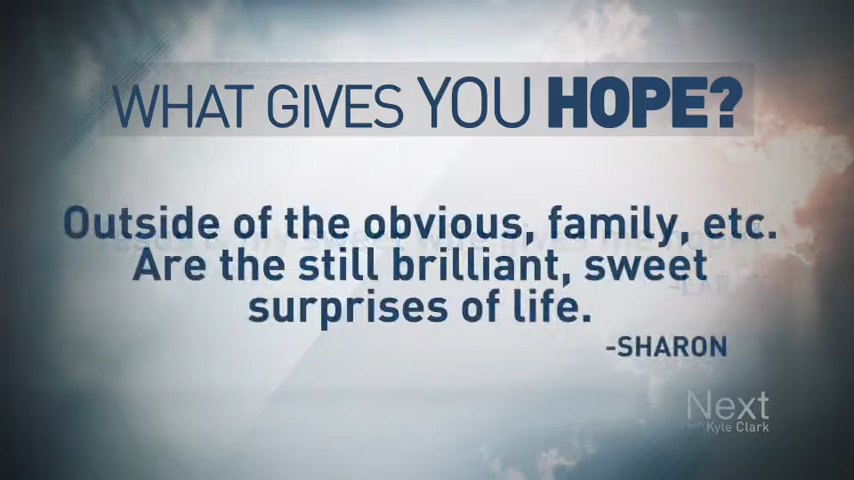 WHAT GIVES YOU HOPE?
Outside of the obvious, family, etc.
Are the still brilliant, sweet
surprises of life.
-SHARON
Next
with Kyle Clark